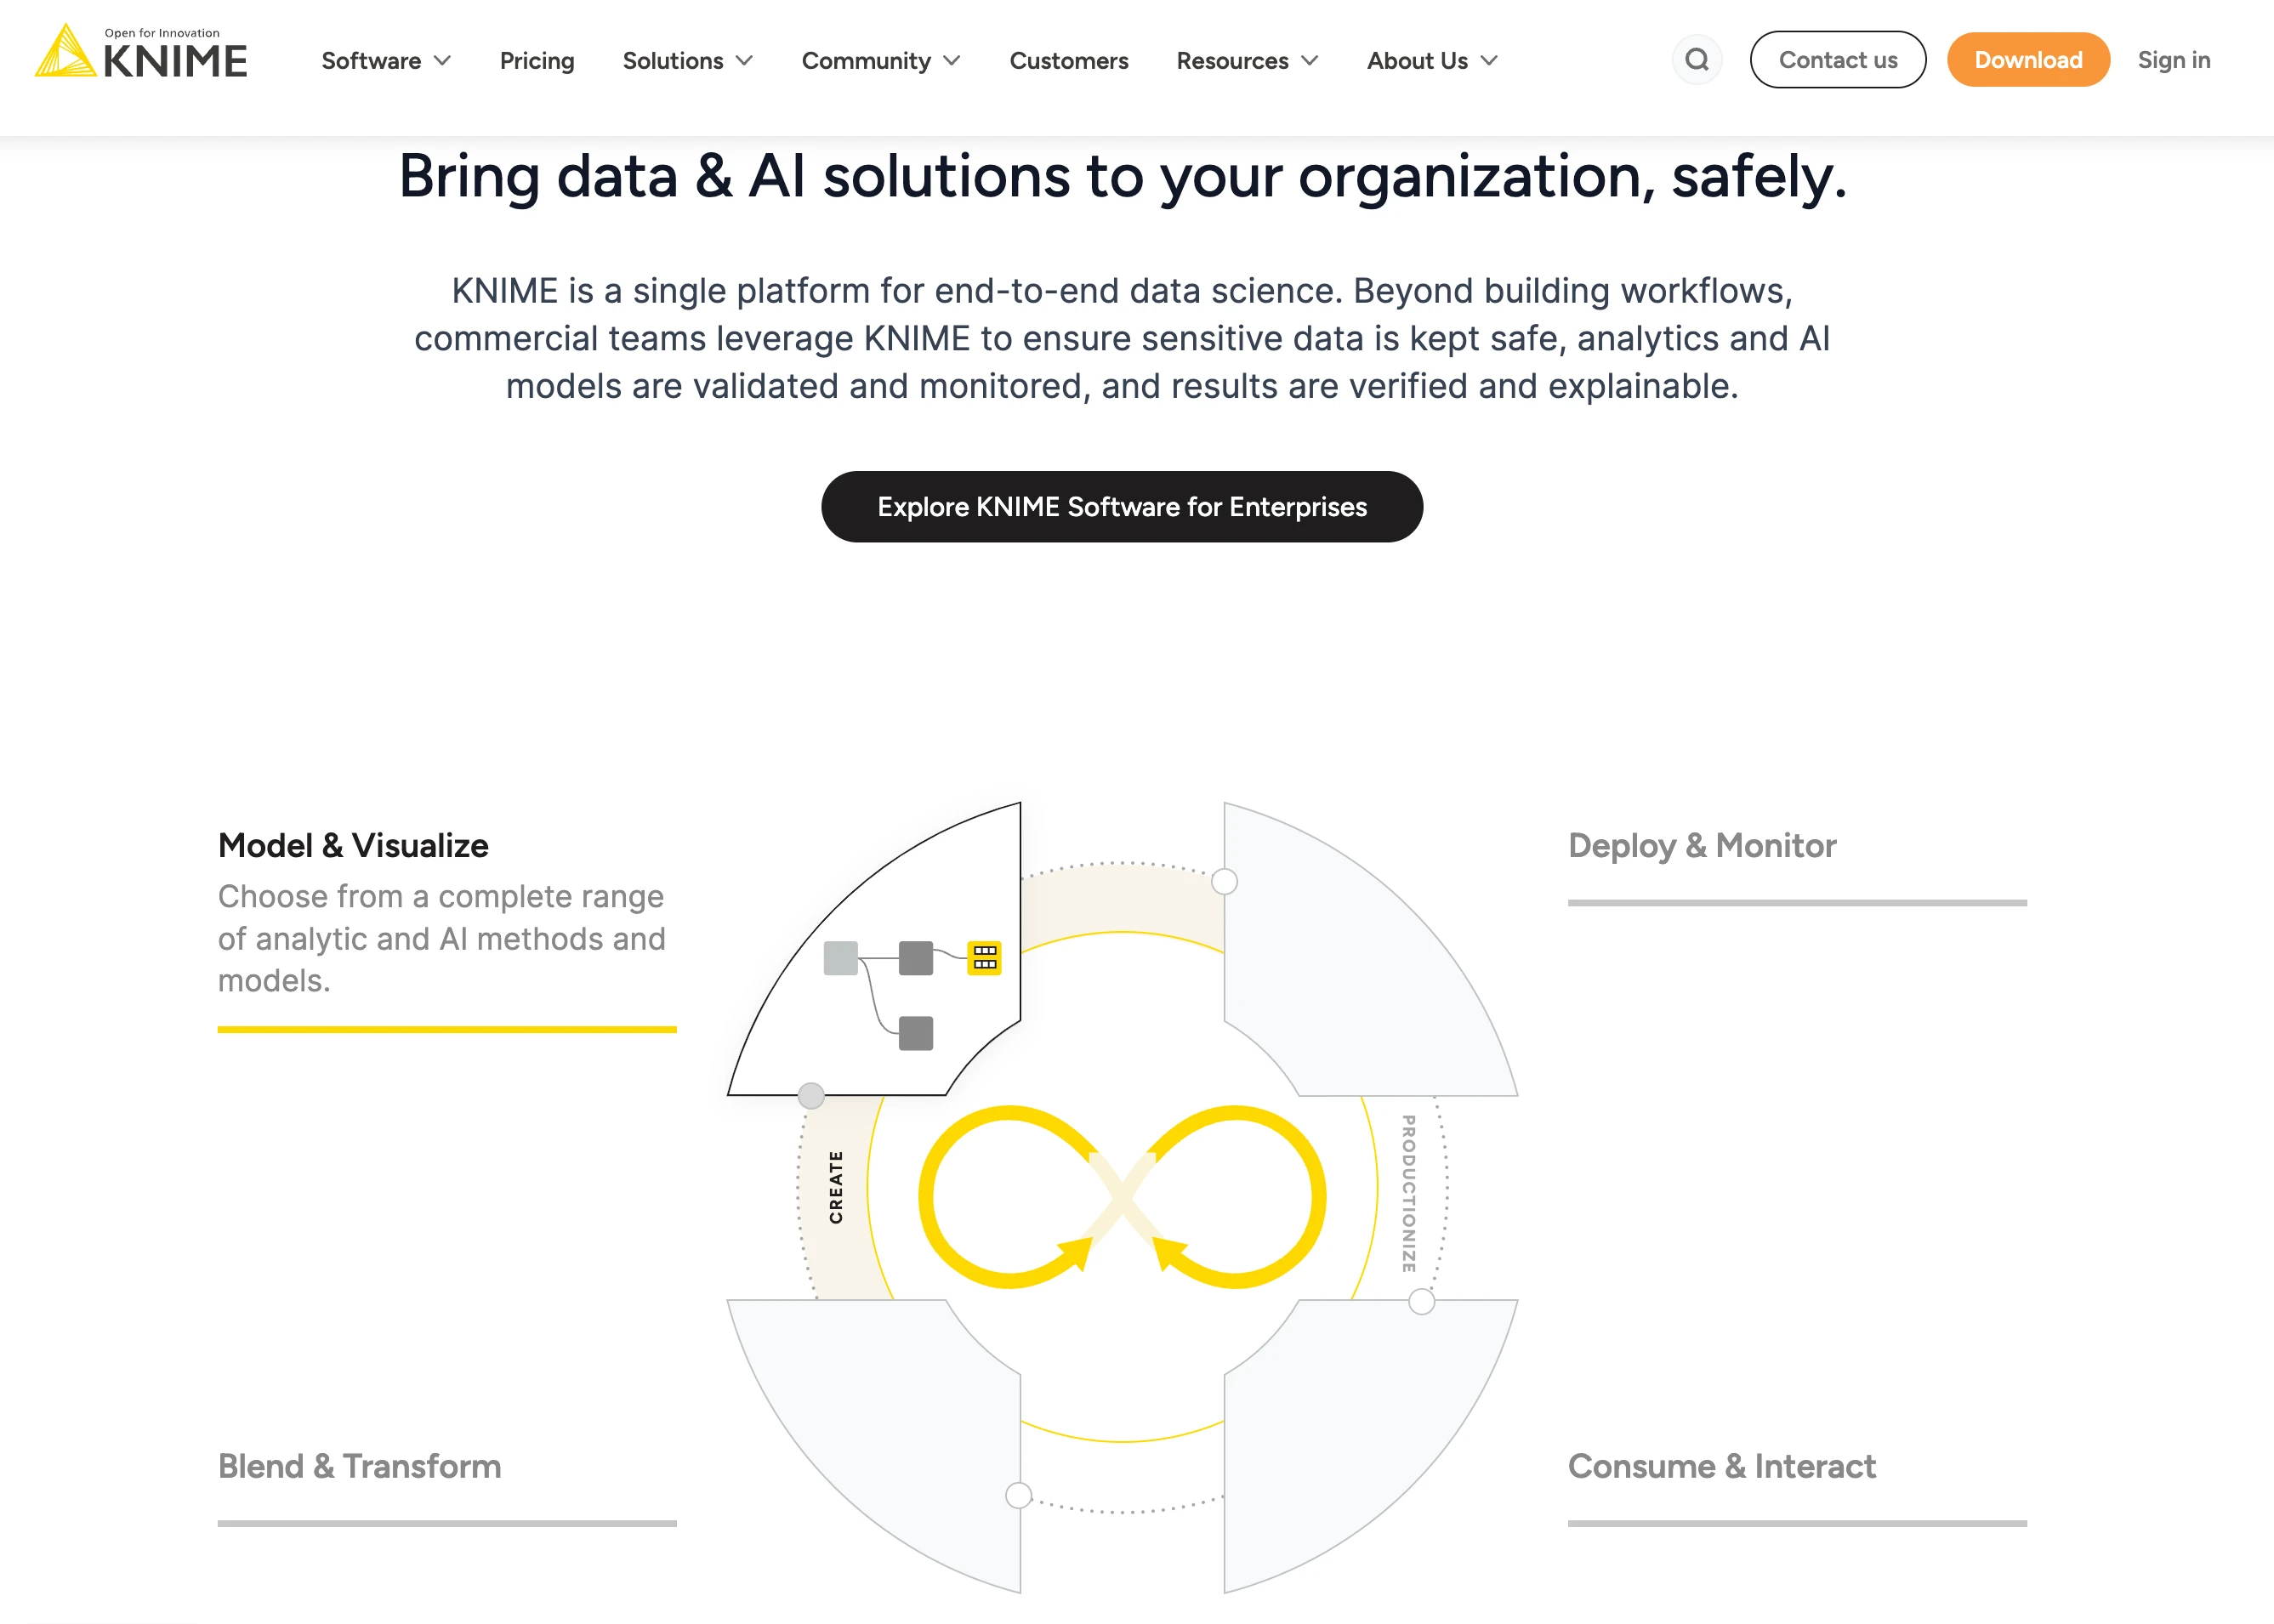 Open for Innovation
KNIME
Software
Pricing
Solutions
Community
Customers
Resources
About Us
Contact us
Download
Sign in
Bring data & AI solutions to your organization, safely.
KNIME is a single platform for end-to-end data science. Beyond building workflows,
commercial teams leverage KNIME to ensure sensitive data is kept safe, analytics and AI
models are validated and monitored, and results are verified and explainable.
Explore KNIME Software for Enterprises
Model & Visualize
Choose from a complete range
of analytic and AI methods and
models.
Deploy & Monitor
CREATE
PRODUCTIONIZE
Blend & Transform
Consume & Interact